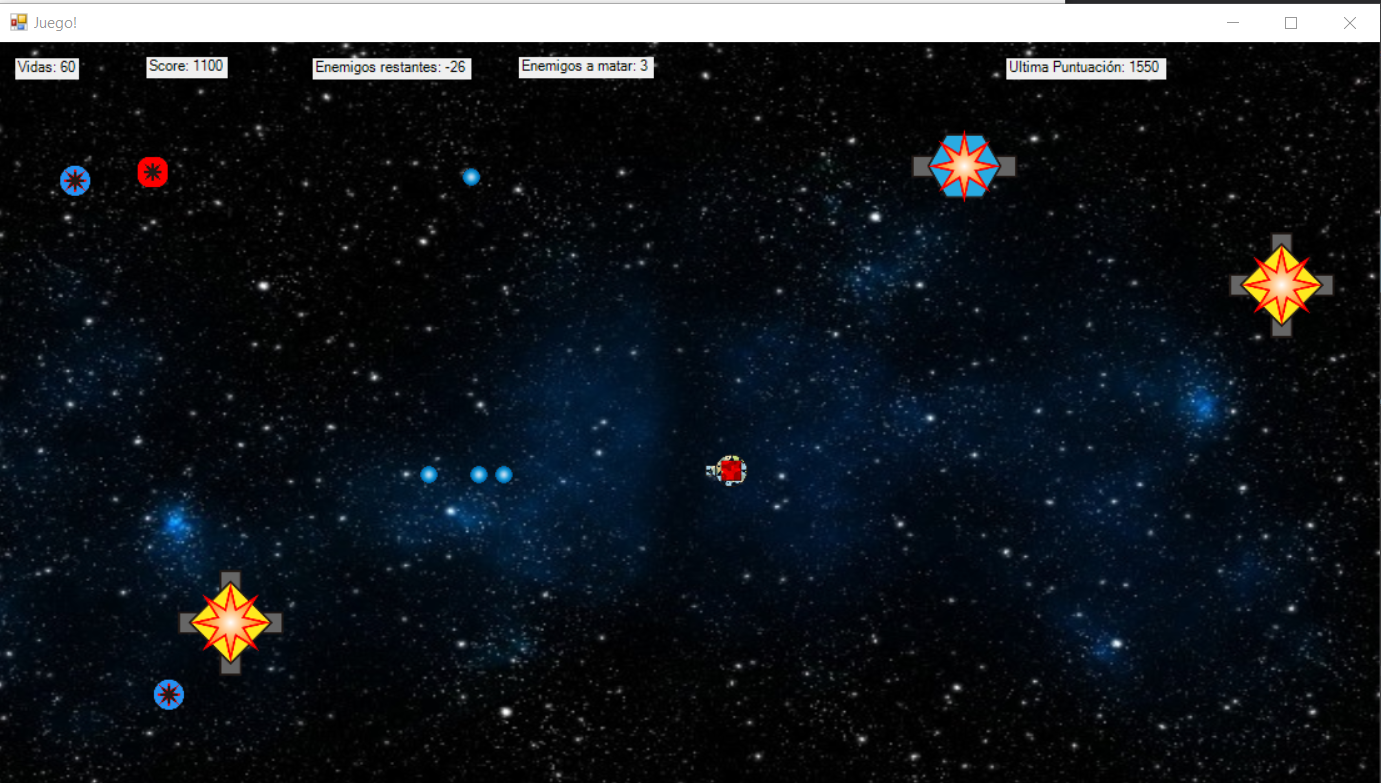 Juego!
Vidas: 60
Score: 1100
Enemigos restantes: -26
Enemigos a matar: 3
Ultima Puntuación: 1550